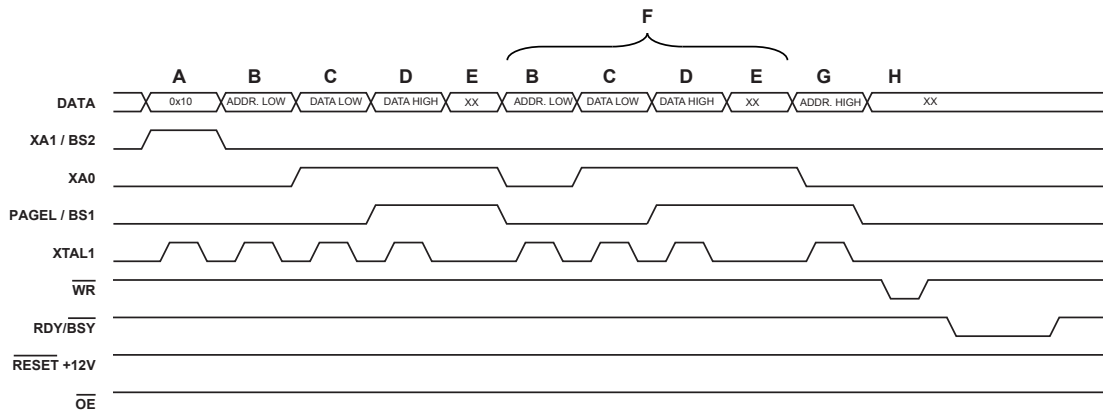 F
A B C D E B C D E G H
DATA 0x10 ADDR. LOW DATA LOW DATA HIGH XX ADDR. LOW DATA LOW DATA HIGH XX ADDR. HIGH XX
XA1 / BS2
XA0
PAGEL / BS1
XTAL1
WR
RDY/BSY
RESET +12V
OE